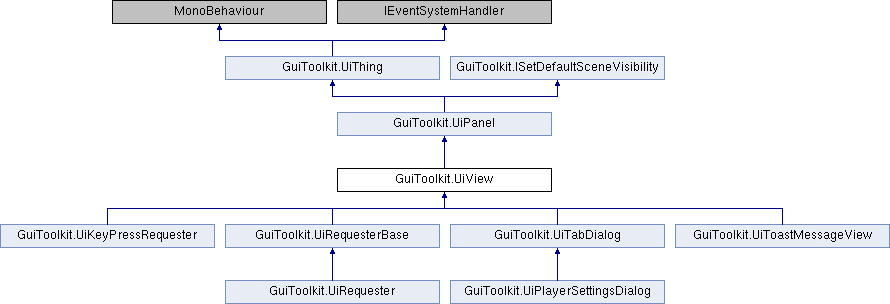 MonoBehaviour
IEventSystemHandler
GuiToolkit.UiThing
GuiToolkit.ISetDefaultSceneVisibility
GuiToolkit.UiPanel
GuiToolkit.UiView
GuiToolkit.UiKeyPressRequester
GuiToolkit.UiRequesterBase
GuiToolkit.UiTabDialog
GuiToolkit.UiToastMessageView
GuiToolkit.UiRequester
GuiToolkit.UiPlayerSettingsDialog